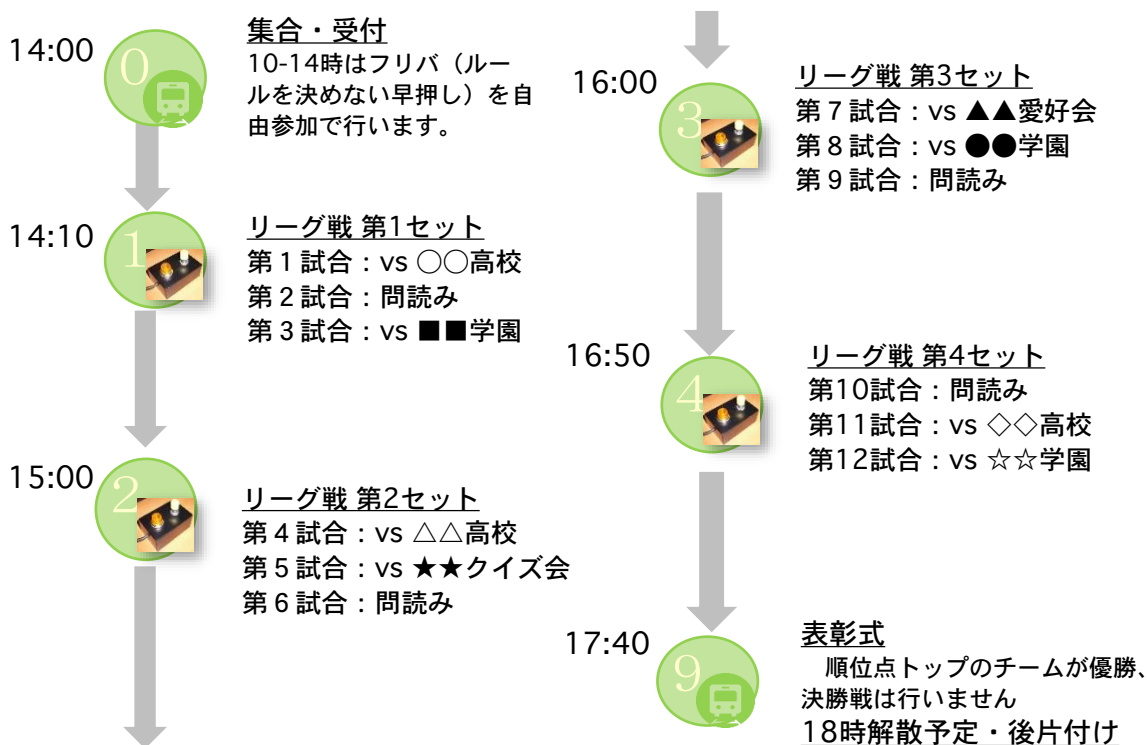 14:00
0
集合・受付
10-14時はフリバ（ルー
ルを決めない早押し）を自
由参加で行います。
14:10
1
リーグ戦 第1セット
第１試合：vs ○○高校
第２試合：問読み
第３試合：vs ■■学園
15:00
2
リーグ戦 第2セット
第４試合：vs △△高校
第５試合：vs ★★クイズ会
第６試合：問読み
16:00
3
リーグ戦 第3セット
第７試合：vs ▲▲愛好会
第８試合：vs ●●学園
第９試合：問読み
16:50
4
リーグ戦 第4セット
第10試合：問読み
第11試合：vs ◇◇高校
第12試合：vs ☆☆学園
17:40
9
表彰式
　順位点トップのチームが優勝、
決勝戦は行いません
18時解散予定・後片付け